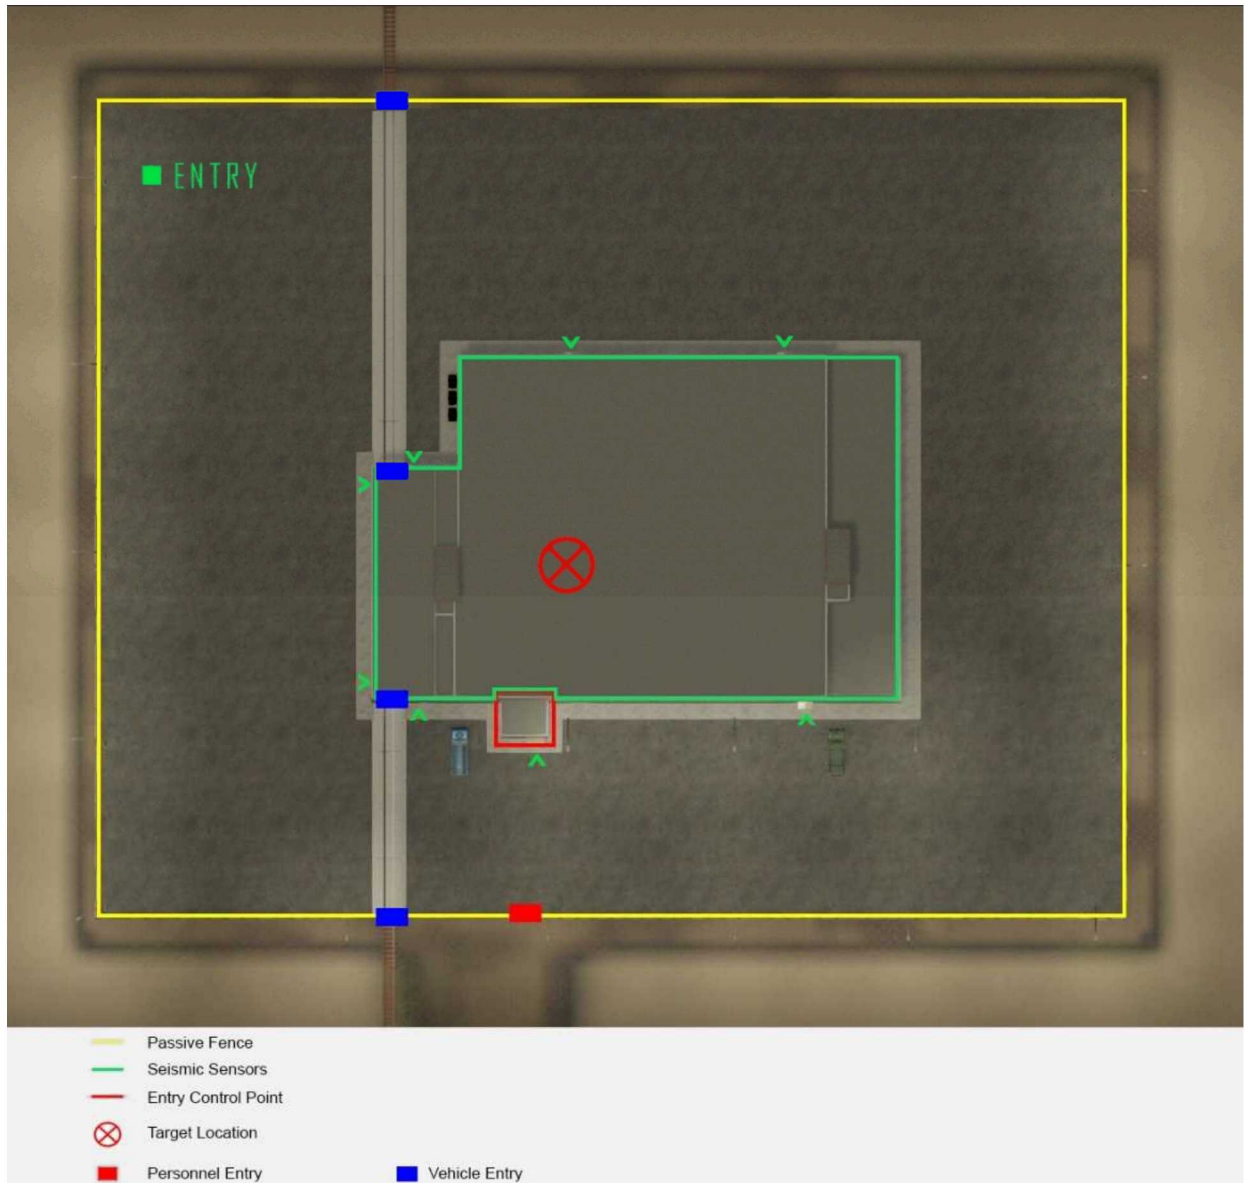 ENTRY
Passive Fence
Seismic Sensors
Entry Control Point
Target Location
Personnel Entry
Vehicle Entry